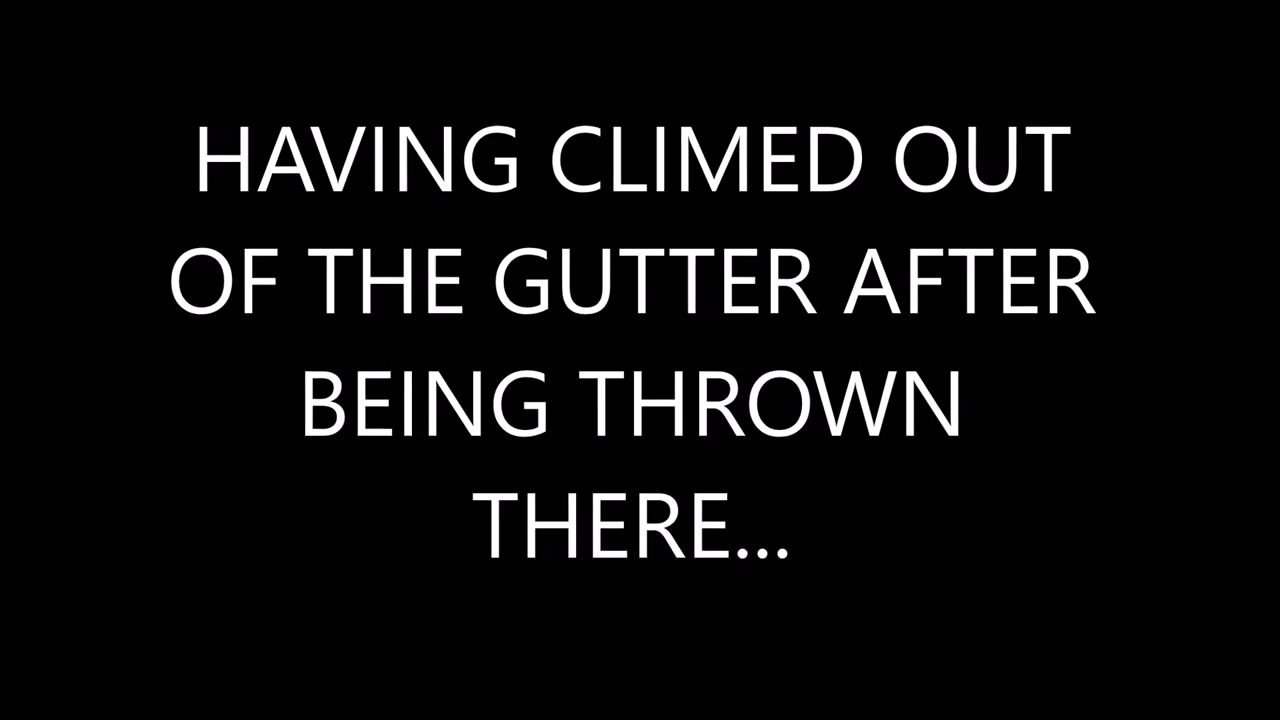 HAVING CLIMED OUT
OF THE GUTTER AFTER
BEING THROWN
THERE...